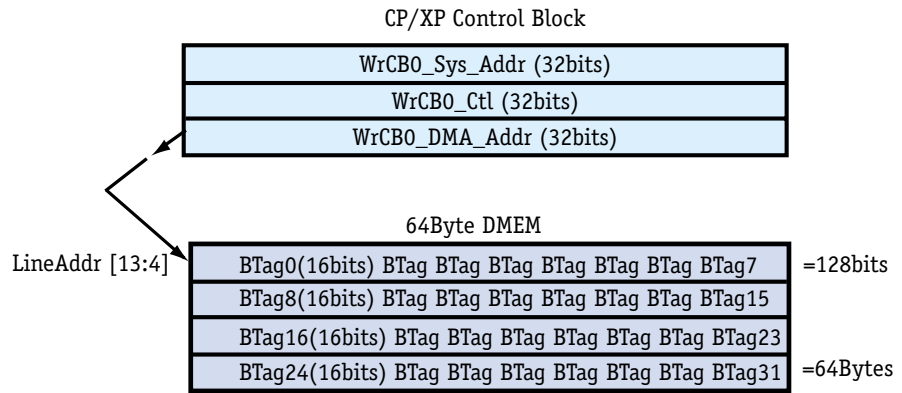 CP/XP Control Block
WrCB0_Sys_Addr (32bits)
WrCB0_Ctl (32bits)
WrCB0_DMA_Addr (32bits)
64Byte DMEM
LineAddr [13:4]
BTag0(16bits) BTag BTag BTag BTag BTag BTag BTag7
=128bits
BTag8(16bits) BTag BTag BTag BTag BTag BTag BTag15
BTag16(16bits) BTag BTag BTag BTag BTag BTag BTag23
BTag24(16bits) BTag BTag BTag BTag BTag BTag BTag31
=64Bytes